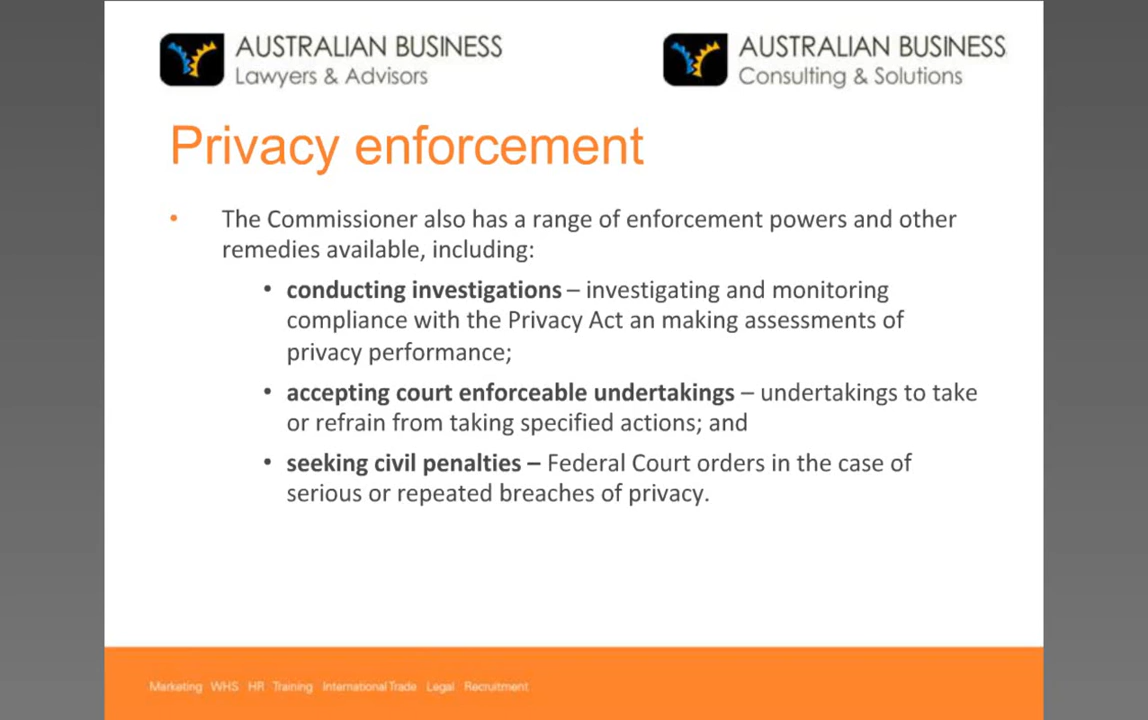 AUSTRALIAN BUSINESS
Lawyers & Advisors
AUSTRALIAN BUSINESS
Consulting & Solutions
Privacy enforcement
• The Commissioner also has a range of enforcement powers and other
remedies available, including:
• conducting investigations – investigating and monitoring
compliance with the Privacy Act an making assessments of
privacy performance;
• accepting court enforceable undertakings – undertakings to take
or refrain from taking specified actions; and
• seeking civil penalties – Federal Court orders in the case of
serious or repeated breaches of privacy.
Marketing WHS HR Training International Trade Legal Recruitment